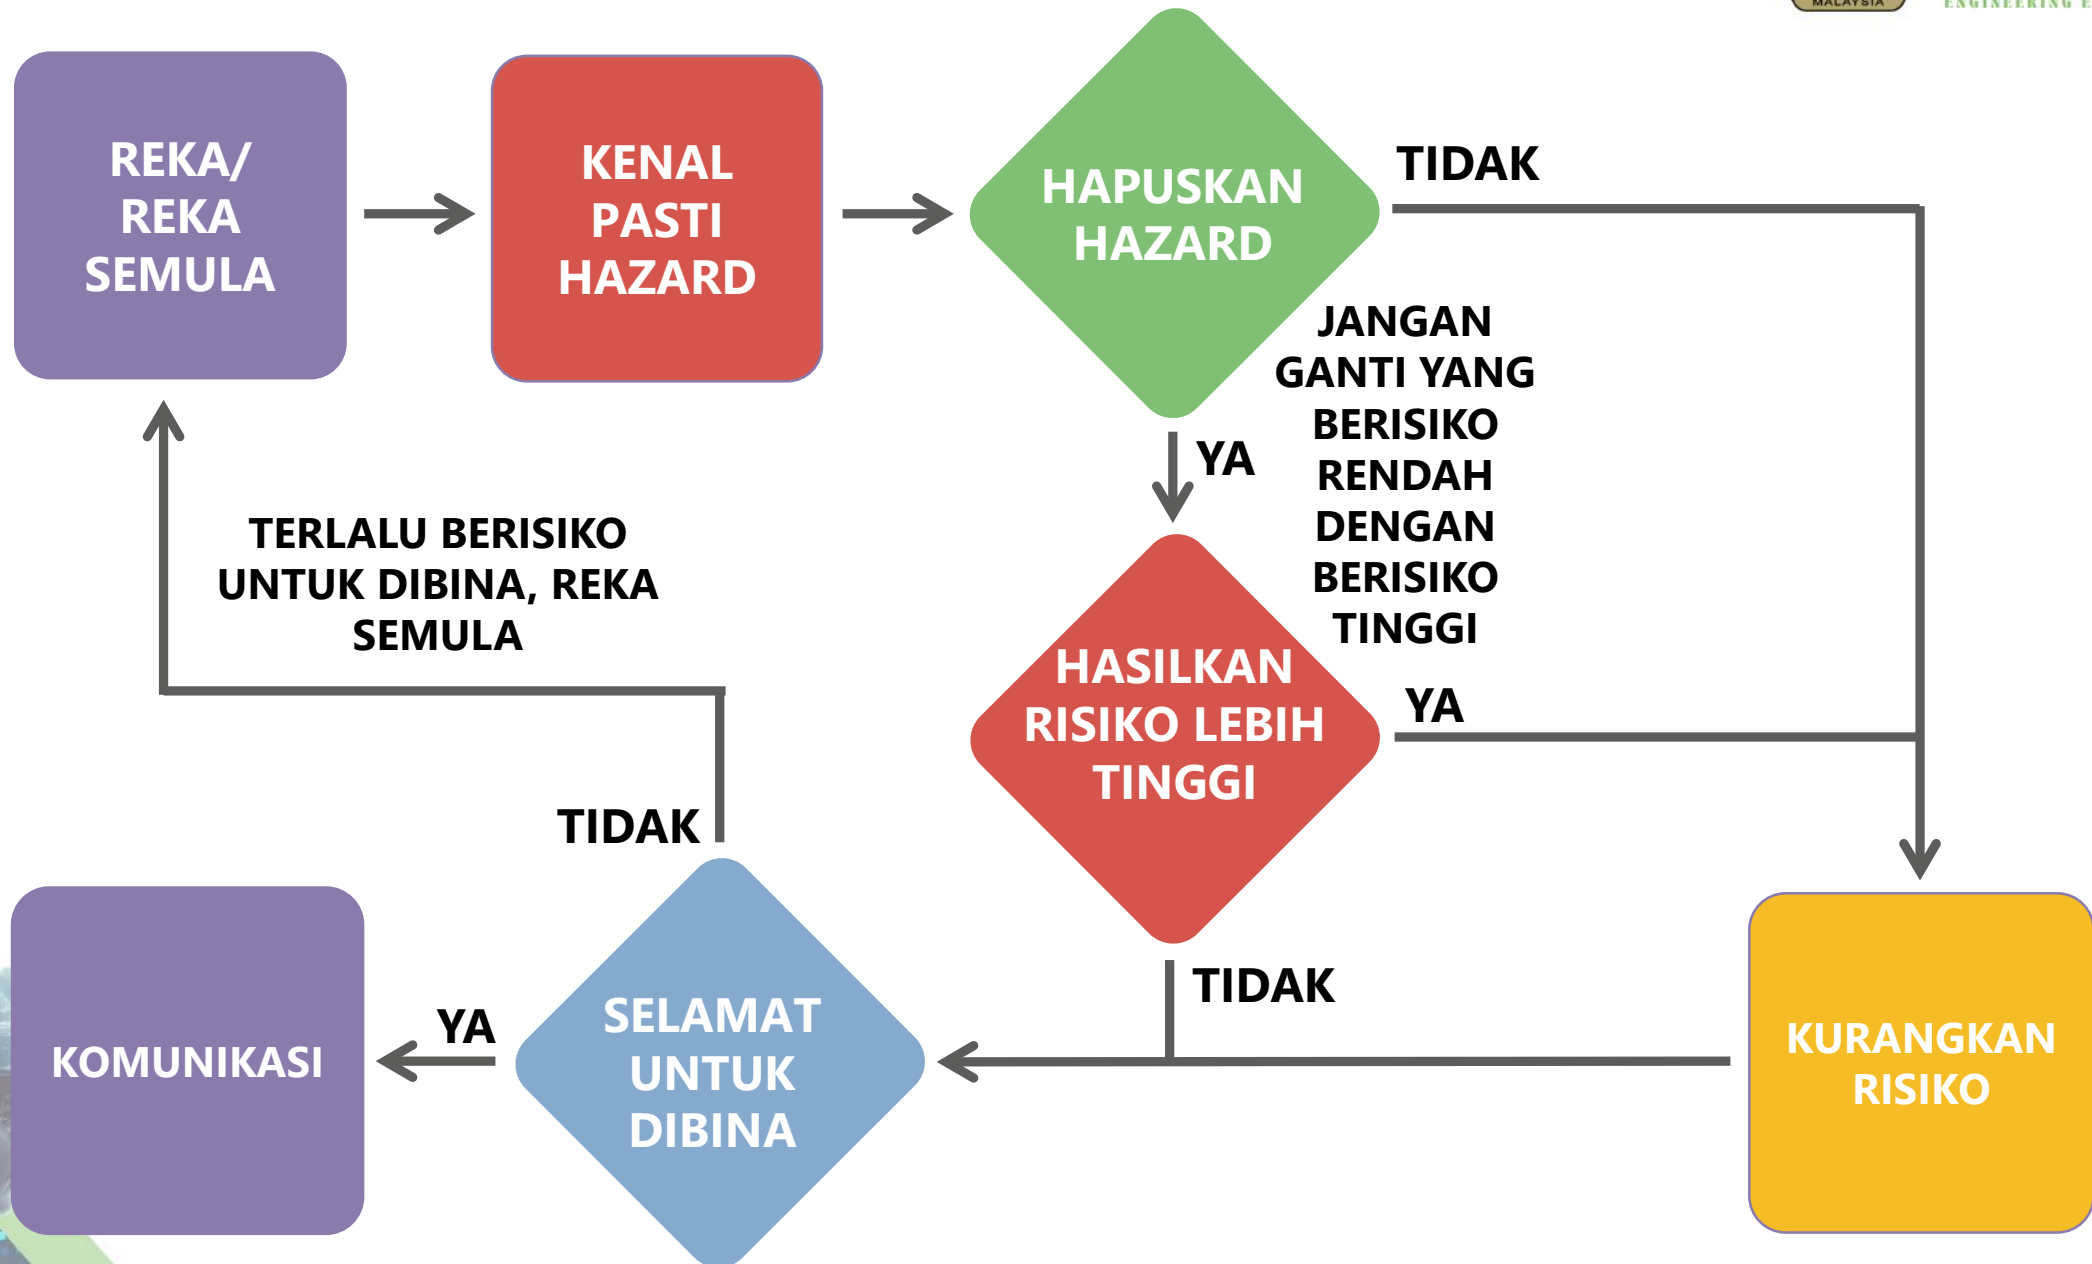 MALAYSIA
ENGINEERING E
REKA/
REKA
SEMULA
KENAL
PASTI
HAZARD
HAPUSKAN
HAZARD
TIDAK
JANGAN
GANTI YANG
BERISIKO
RENDAH
DENGAN
BERISIKO
TINGGI
YA
TERLALU BERISIKO
UNTUK DIBINA, REKA
SEMULA
HASILKAN
RISIKO LEBIH
TINGGI
YA
TIDAK
TIDAK
KOMUNIKASI
YA
SELAMAT
UNTUK
DIBINA
KURANGKAN
RISIKO